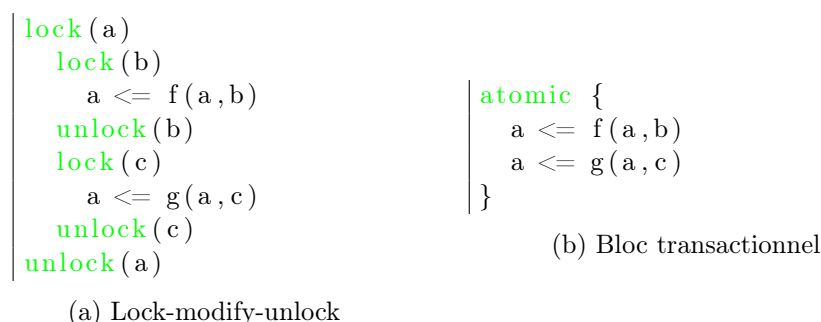 lock(a)
lock(b)
a <= f(a,b)
unlock(b)
lock(c)
a <= g(a,c)
unlock(c)
unlock(a)
(a) Lock-modify-unlock
atomic {
a <= f(a,b)
a <= g(a,c)
}
(b) Bloc transactionnel